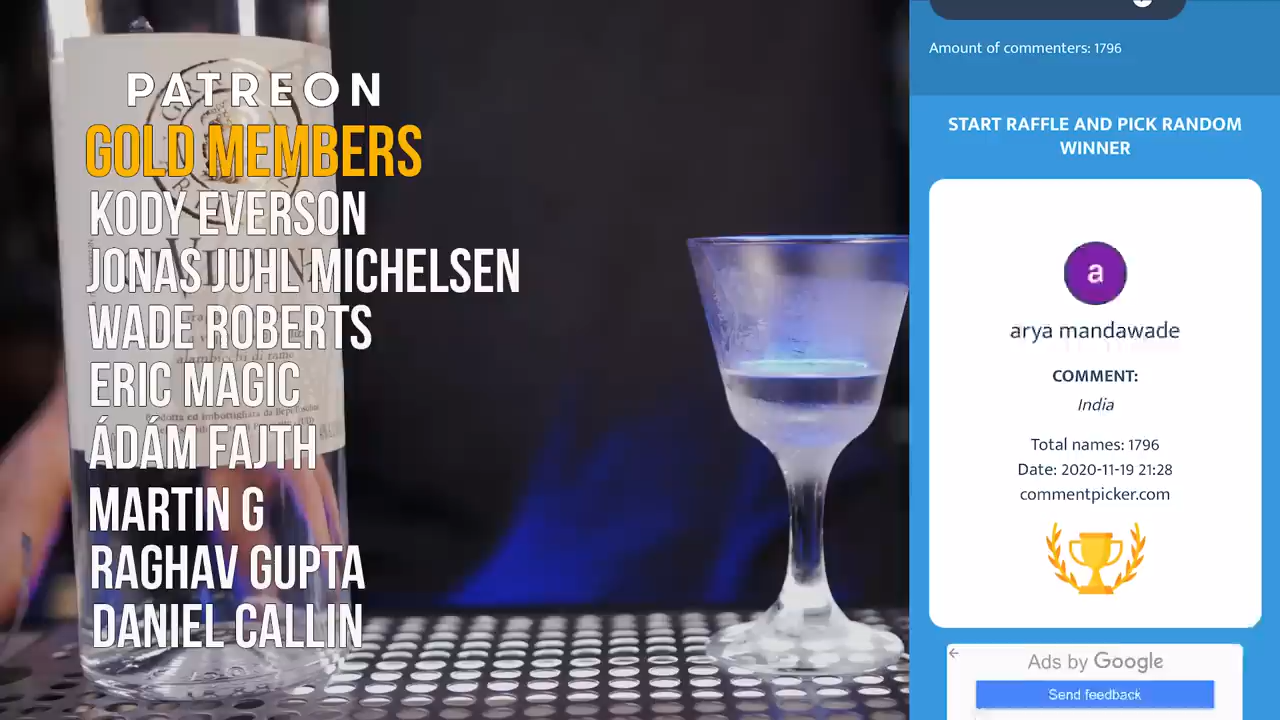 PATREON
GOLD MEMBERS
KODY EVERSON
JONAS JUHL MICHELSEN
WADE ROBERTS
ERIC MAGIC
ÁDÁM FAJTH
MARTIN G
RAGHAV GUPTA
DANIEL CALLIN
Amount of commenters: 1796
START RAFFLE AND PICK RANDOM
WINNER
a
arya mandawade
COMMENT:
India
Total names: 1796
Date: 2020-11-19 21:28
commentpicker.com
Ads by Google
Send feedback